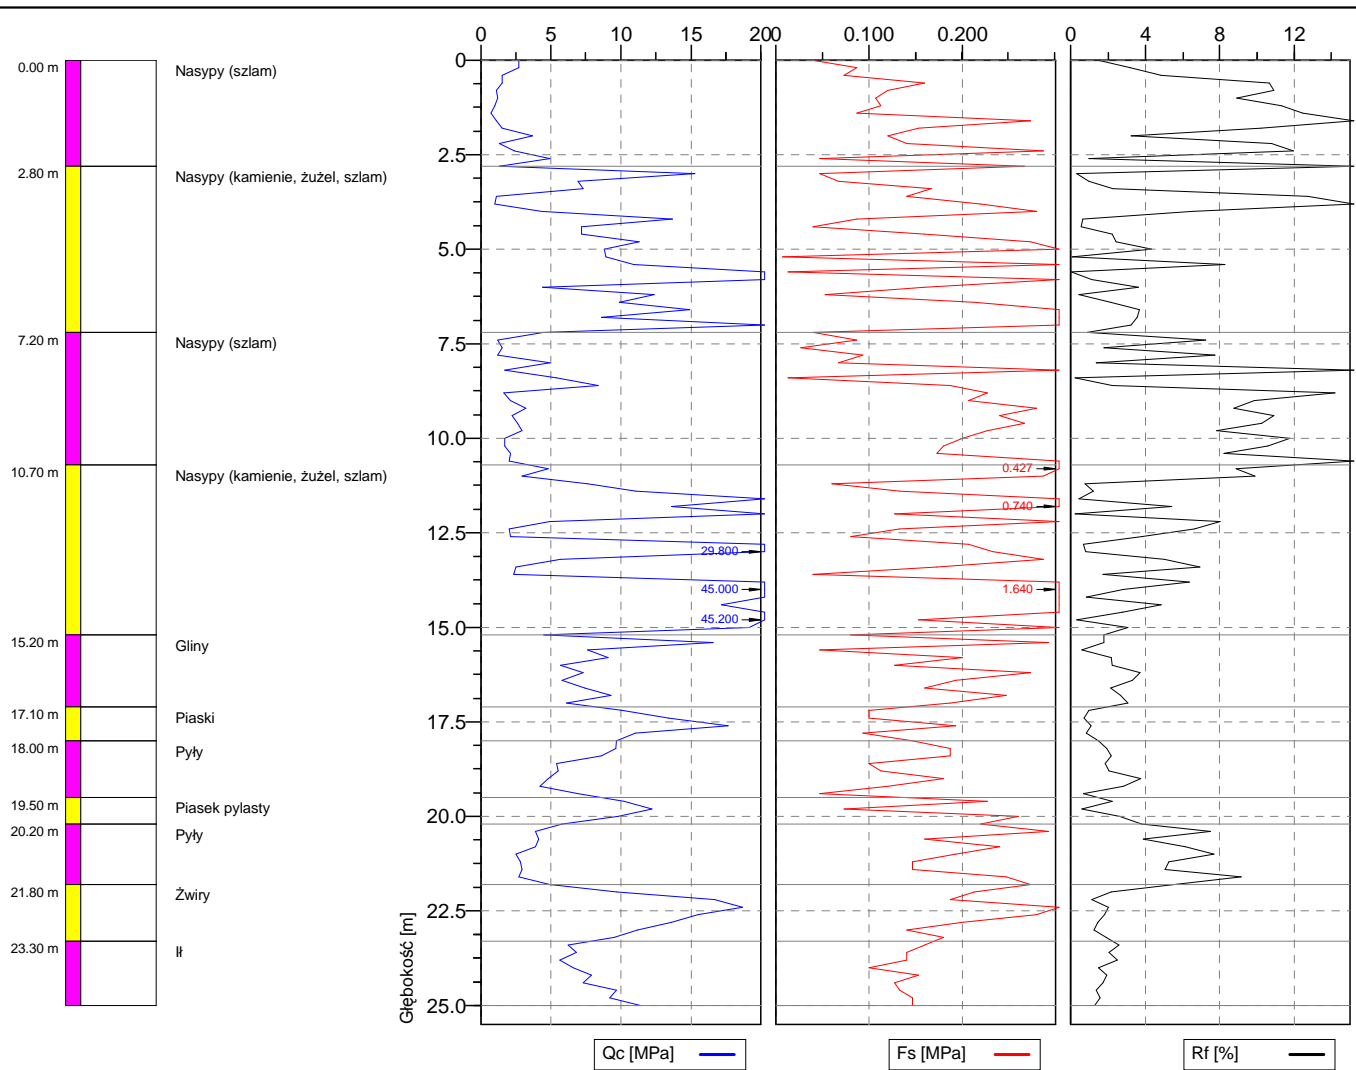 0 5 10 15 20
0 0.100 0.200
0 4 8 12
0
0.00 m Nasypy (szlam)
2.5
2.80 m Nasypy (kamienie, żużel, szlam)
5.0
7.20 m Nasypy (szlam)
7.5
10.0
10.70 m Nasypy (kamienie, żużel, szlam)
0.427
0.740
12.5
29.800
45.000 1.640
45.200
15.0
15.20 m Gliny
17.10 m Piaski
17.5
18.00 m Pyły
19.50 m Piasek pylasty
20.0
20.20 m Pyły
21.80 m Żwiry
22.5
23.30 m Ił
25.0
Głębokość [m]
Qc [MPa] Fs [MPa] Rf [%]